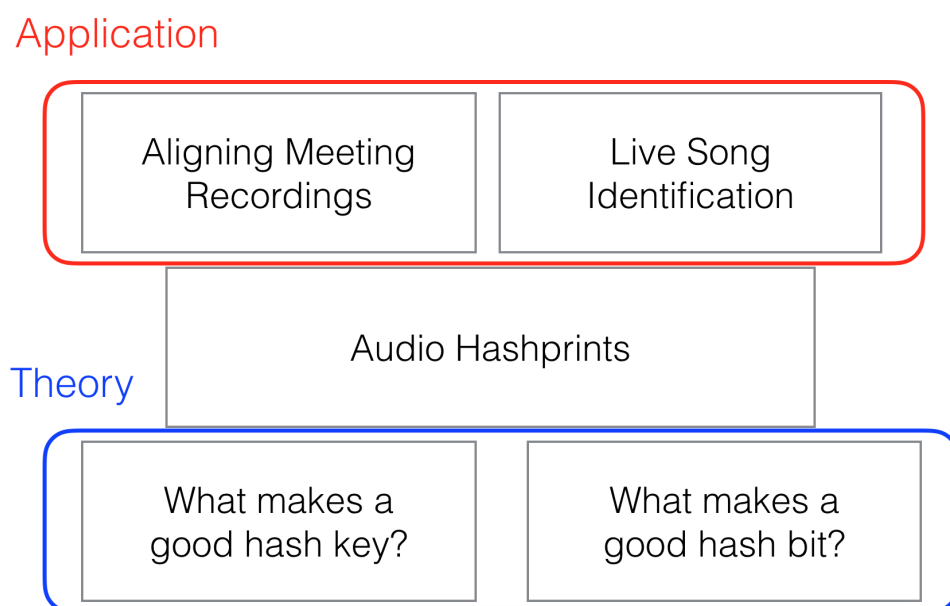 Application
Aligning Meeting
Recordings
Live Song
Identification
Audio Hashprints
Theory
What makes a
good hash key?
What makes a
good hash bit?